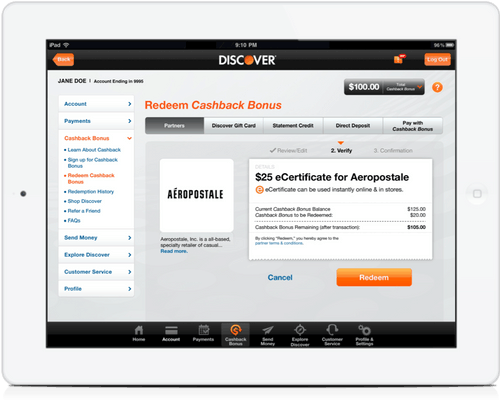 iPad 9:10 PM 96%
Back DISCOVER Log Out
JANE DOE | Account Ending in 9995
$100.00 Total Cashback Bonus ?
Account
Payments
Cashback Bonus
Learn About Cashback
Sign up for Cashback
Bonus
Redeem Cashback
Bonus
Redemption History
Shop Discover
Refer a Friend
FAQs
Send Money
Explore Discover
Customer Service
Profile
Redeem Cashback Bonus
Partners Discover Gift Card Statement Credit Direct Deposit Pay with Cashback Bonus
Review/Edit 2. Verify 3. Confirmation
AÉROPOSTALE
Aeropostale, Inc. is a all-based,
specialty retailer of casual...
Read more.
DETAILS
$25 eCertificate for Aeropostale
e eCertificate can be used instantly online & in stores.
Current Cashback Bonus Balance $125.00
Cashback Bonus to be Redeemed: $20.00
Cashback Bonus Remaining (after transaction): $105.00
By clicking "Redeem," you hereby agree to the
partner terms & conditions.
Cancel Redeem
Home Account Payments Cashback Bonus Send Money Explore Discover Customer Service Profile & Settings